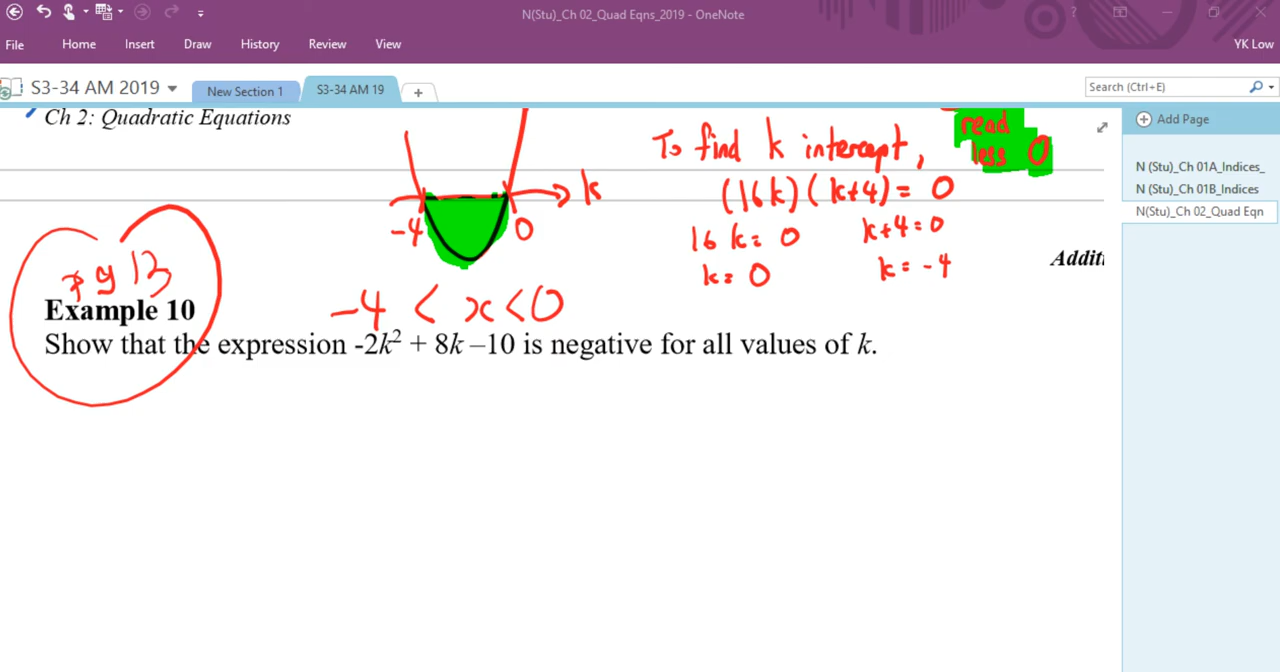 N(Stu)_Ch 02_Quad Eqns_2019 - OneNote
?
File Home Insert Draw History Review View
YK Low
S3-34 AM 2019 New Section 1 S3-34 AM 19 +
Search (Ctrl+E)
Ch 2: Quadratic Equations
Add Page
N (Stu)_Ch 01A_Indices_
N (Stu)_Ch 01B_Indices
N(Stu)_Ch 02_Quad Eqn
read
less 0
To find k intercept,
(16k)(k+4) = 0
16k = 0 k+4=0
k= 0 k = -4
k
-4 0
Additi
pg 13
-4 < x < 0
Example 10
Show that the expression -2k² + 8k –10 is negative for all values of k.